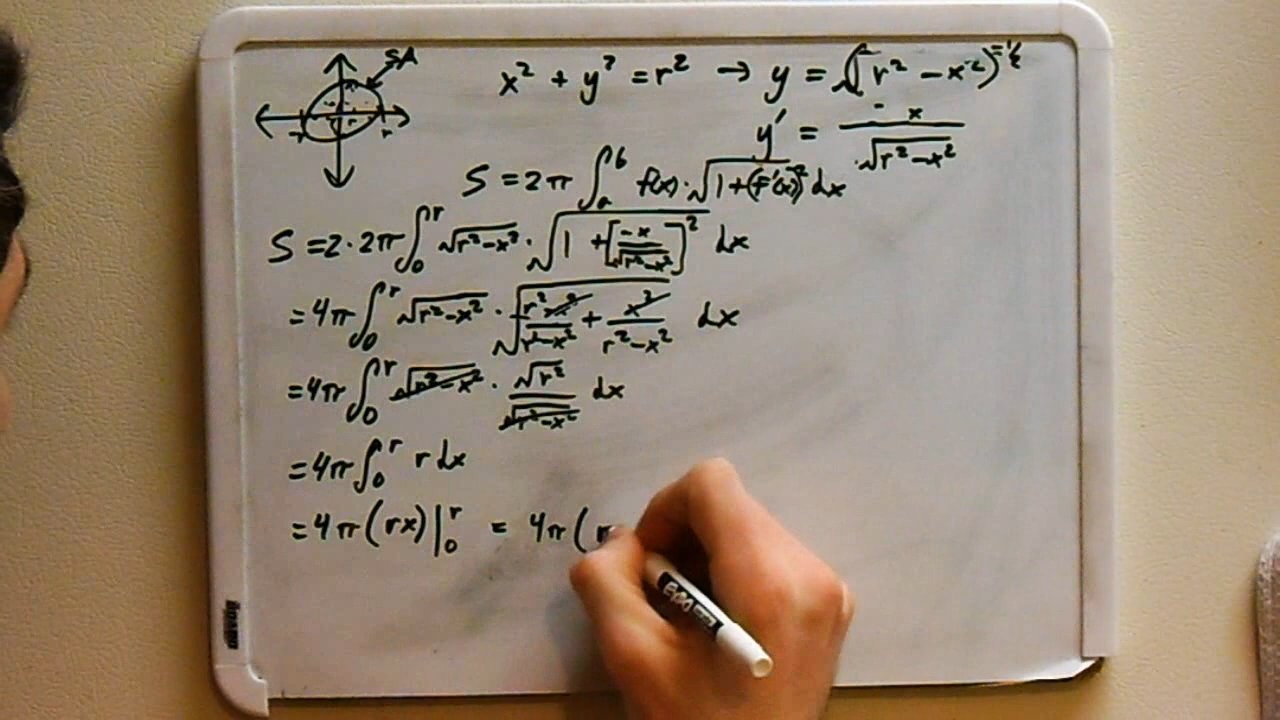 SA
x² + y² = r² → y = (√r² - x²)^-½
r
y' = -x / √r²-x²
S = 2π ∫ₐᵇ f(x)·√1+(f'(x))² dx
S = 2·2π ∫₀ʳ √r²-x² · √1 + [-x / √r²-x²]² dx
= 4π ∫₀ʳ √r²-x² · √r²-x² / r²-x² + x² / r²-x² dx
= 4π ∫₀ʳ √r²-x² · √r² / √r²-x² dx
= 4π ∫₀ʳ r dx
= 4π(rx)|₀ʳ = 4π(r
EXPO